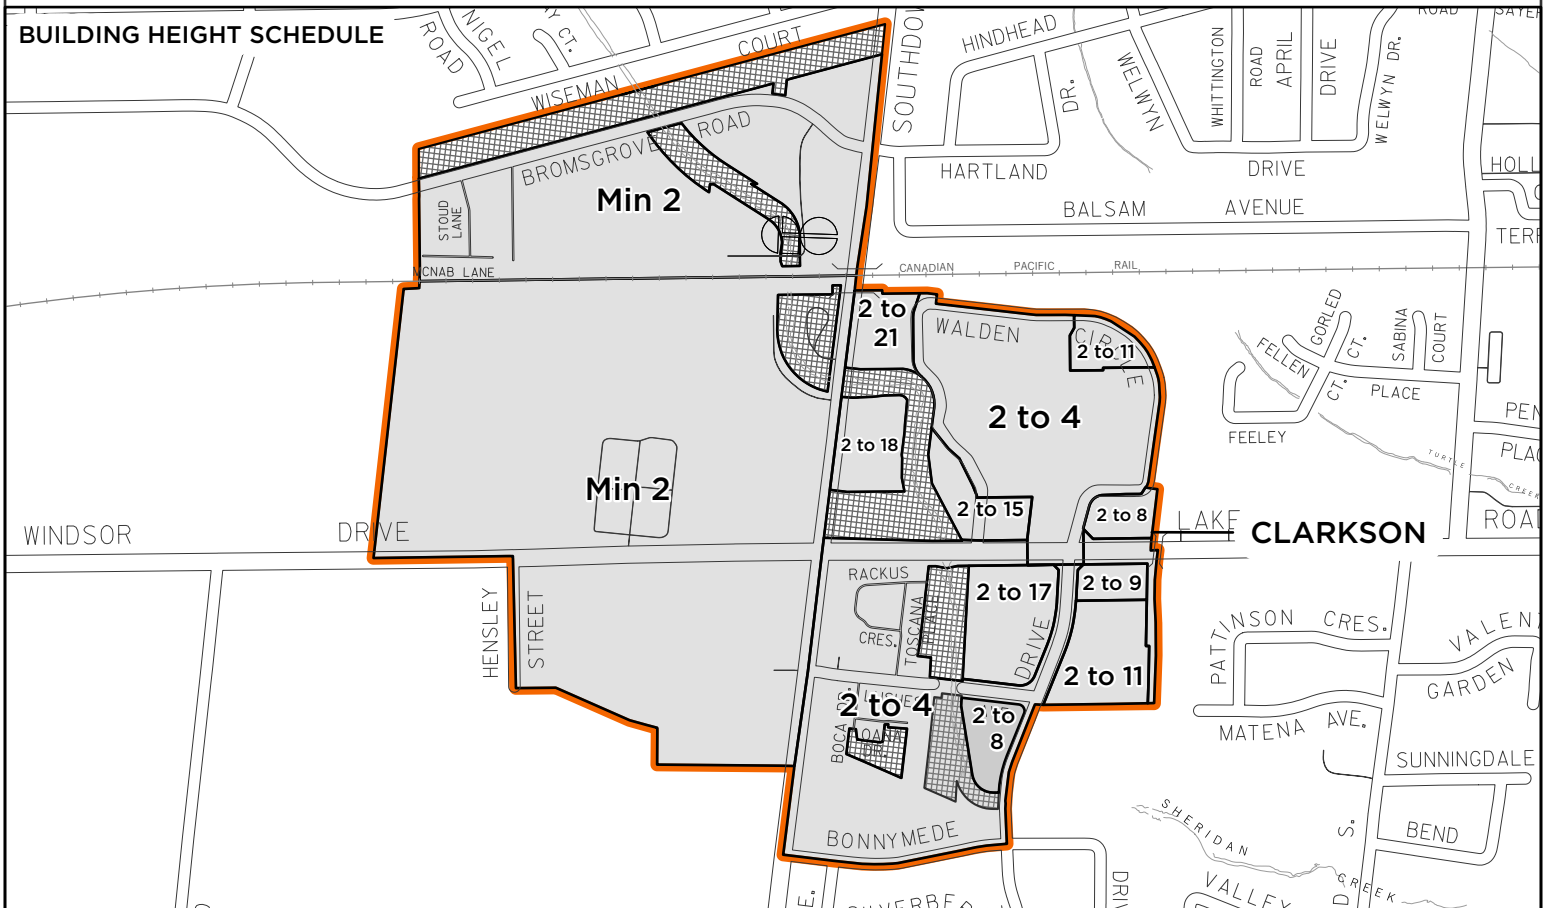 BUILDING HEIGHT SCHEDULE
NIGEL
ROAD
CT.
WISEMAN
COURT
HINDHEAD
DR.
WELWYN
WHITTINGTON
ROAD
APRIL
DRIVE
WELWYN DR.
ROAD
HARTLAND
DRIVE
BALSAM
AVENUE
BROMSGROVE
ROAD
Min 2
STOUD
LANE
MCNAB LANE
CANADIAN
PACIFIC
RAIL
2 to
21
WALDEN
CIRCLE
2 to 11
2 to 4
2 to 18
2 to 15
2 to 8
Min 2
GORLED
CT.
FELLEN
CT.
SABINA
COURT
PLACE
FEELEY
TURTLE
CREEK
WINDSOR
DRIVE
LAKE
CLARKSON
HENSLEY
STREET
RACKUS
CRES.
TOSCANA
2 to 17
DRIVE
2 to 9
2 to 11
2 to 4
2 to
8
BOCA
BONNYMEDE
PATTINSON
CRES.
GARDEN
MATENA
AVE.
SUNNINGDALE
BEND
S.
SHERIDAN
CREEK
VALLEY